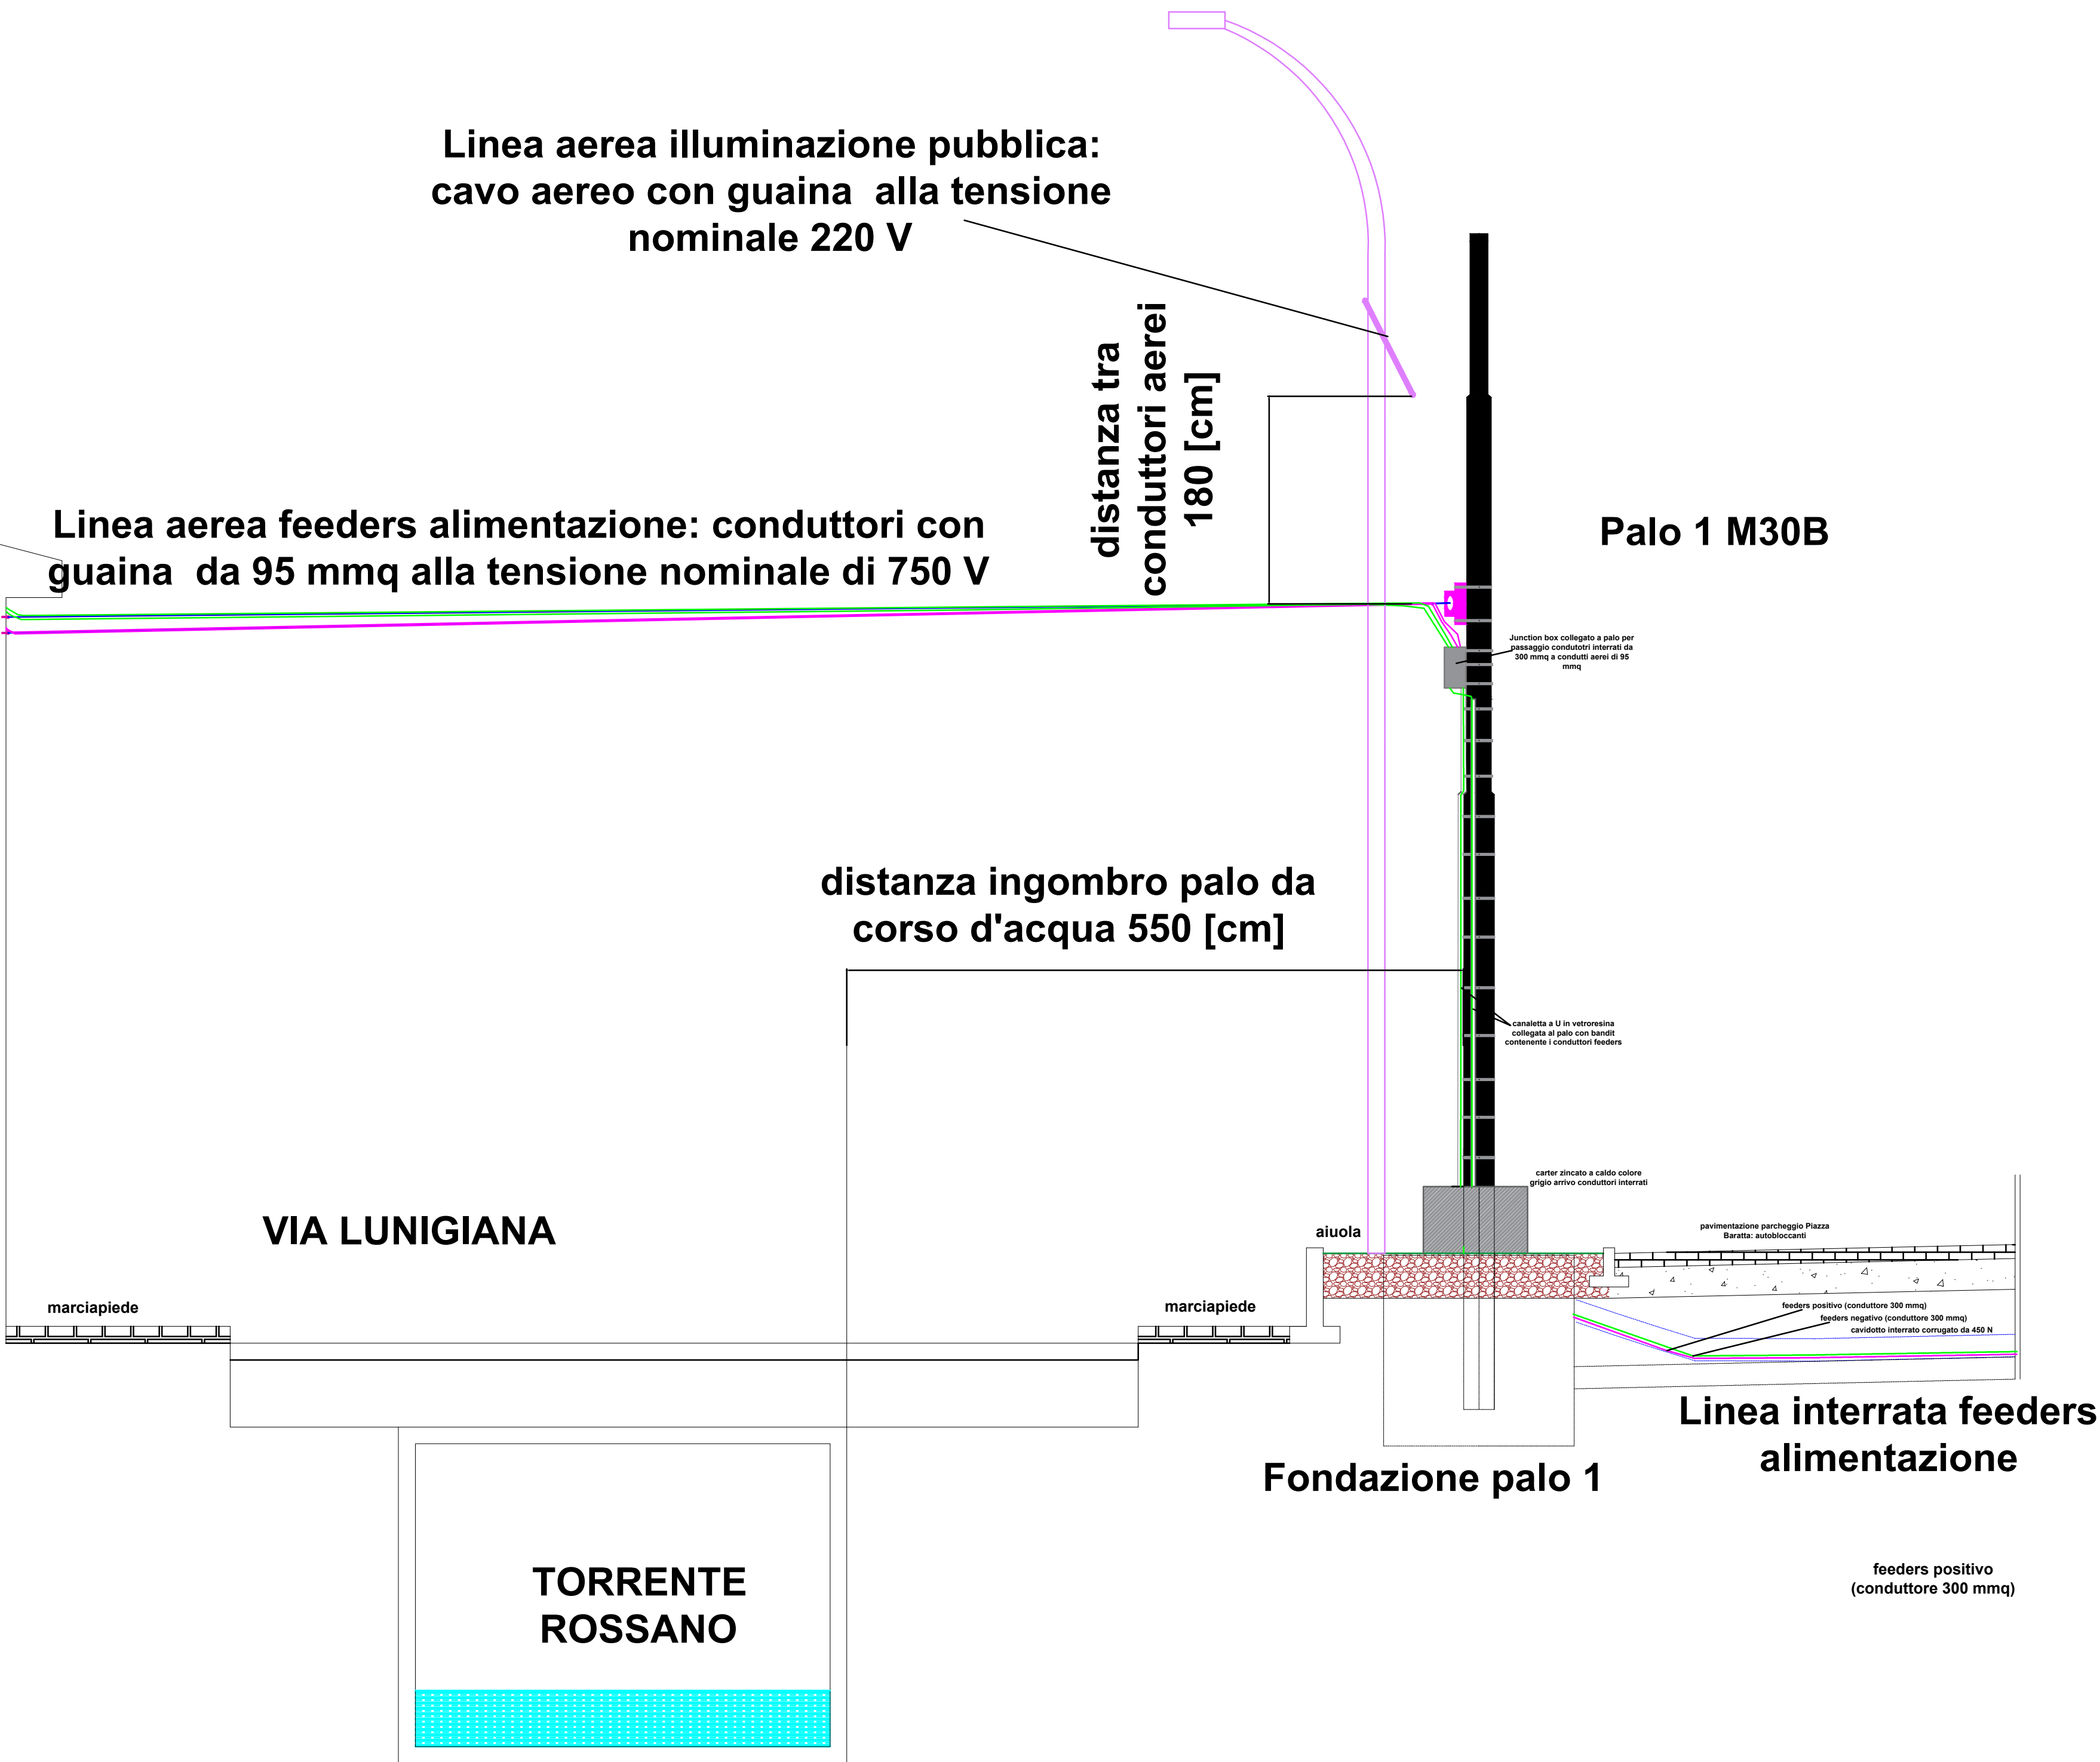 Linea aerea illuminazione pubblica:
cavo aereo con guaina  alla tensione
nominale 220 V
distanza tra
conduttori aerei
180 [cm]
Linea aerea feeders alimentazione: conduttori con
guaina  da 95 mmq alla tensione nominale di 750 V
Palo 1 M30B
Junction box collegato a palo per
passaggio condutotri interrati da
300 mmq a condutti aerei di 95
mmq
distanza ingombro palo da
corso d'acqua 550 [cm]
canaletta a U in vetroresina
collegata al palo con bandit
contenente i conduttori feeders
carter zincato a caldo colore
grigio arrivo conduttori interrati
VIA LUNIGIANA
aiuola
pavimentazione parcheggio Piazza
Baratta: autobloccanti
marciapiede
marciapiede
feeders positivo (conduttore 300 mmq)
feeders negativo (conduttore 300 mmq)
cavidotto interrato corrugato da 450 N
Linea interrata feeders
alimentazione
Fondazione palo 1
TORRENTE
ROSSANO
feeders positivo
(conduttore 300 mmq)